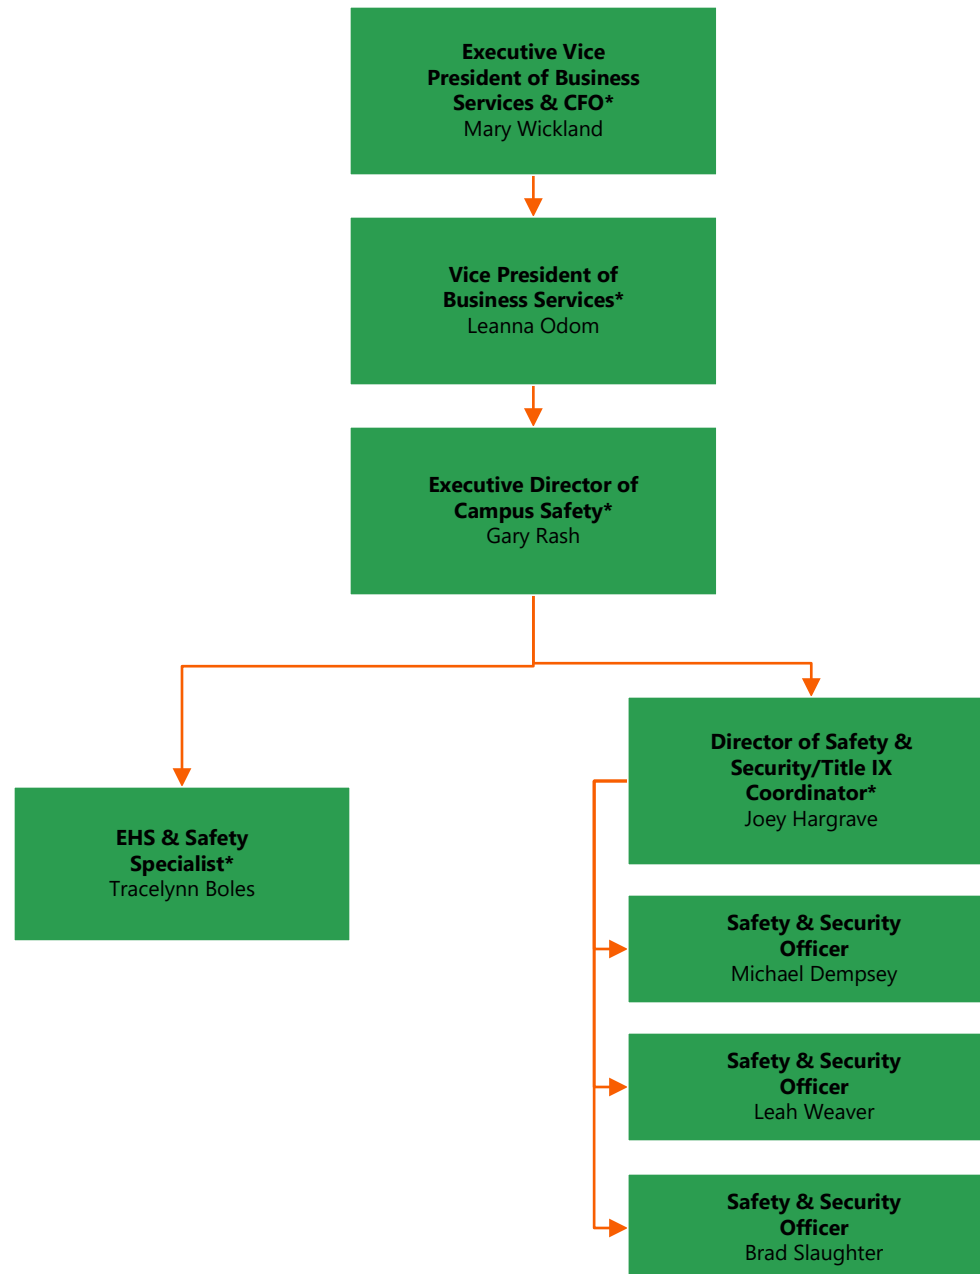 Executive Vice
President of Business
Services & CFO*
Mary Wickland
Vice President of
Business Services*
Leanna Odom
Executive Director of
Campus Safety*
Gary Rash
EHS & Safety
Specialist*
Tracelynn Boles
Director of Safety &
Security/Title IX
Coordinator*
Joey Hargrave
Safety & Security
Officer
Michael Dempsey
Safety & Security
Officer
Leah Weaver
Safety & Security
Officer
Brad Slaughter